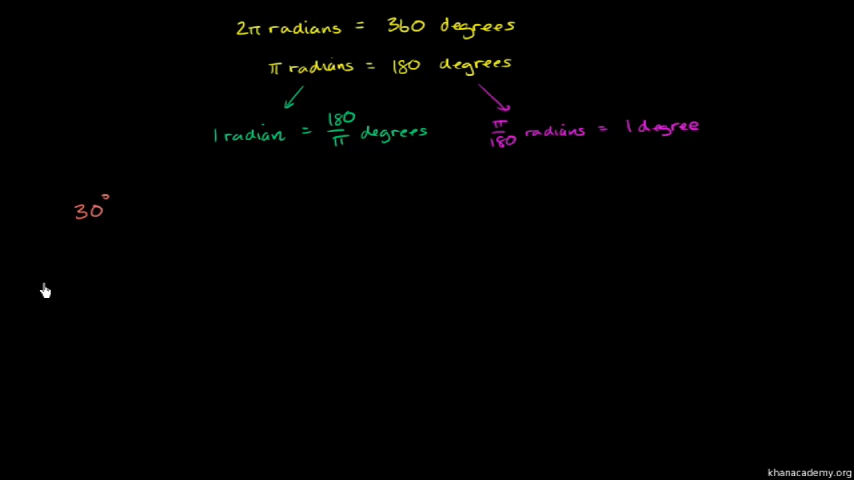 2π radians = 360 degrees
π radians = 180 degrees
1 radian = 180/π degrees
π/180 radians = 1 degree
30°
khanacademy.org